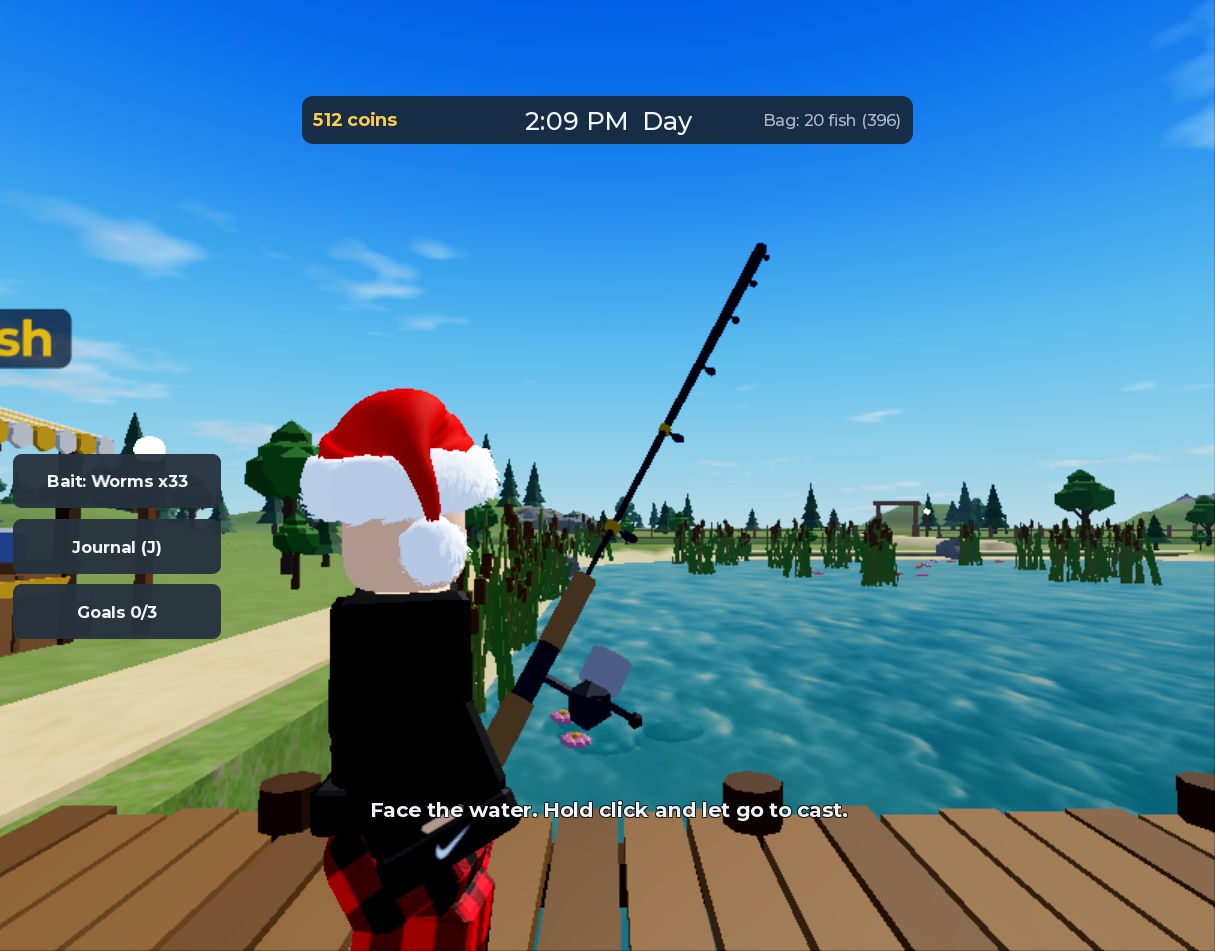 512 coins
2:09 PM Day
Bag: 20 fish (396)
sh
Bait: Worms x33
Journal (J)
Goals 0/3
Face the water. Hold click and let go to cast.